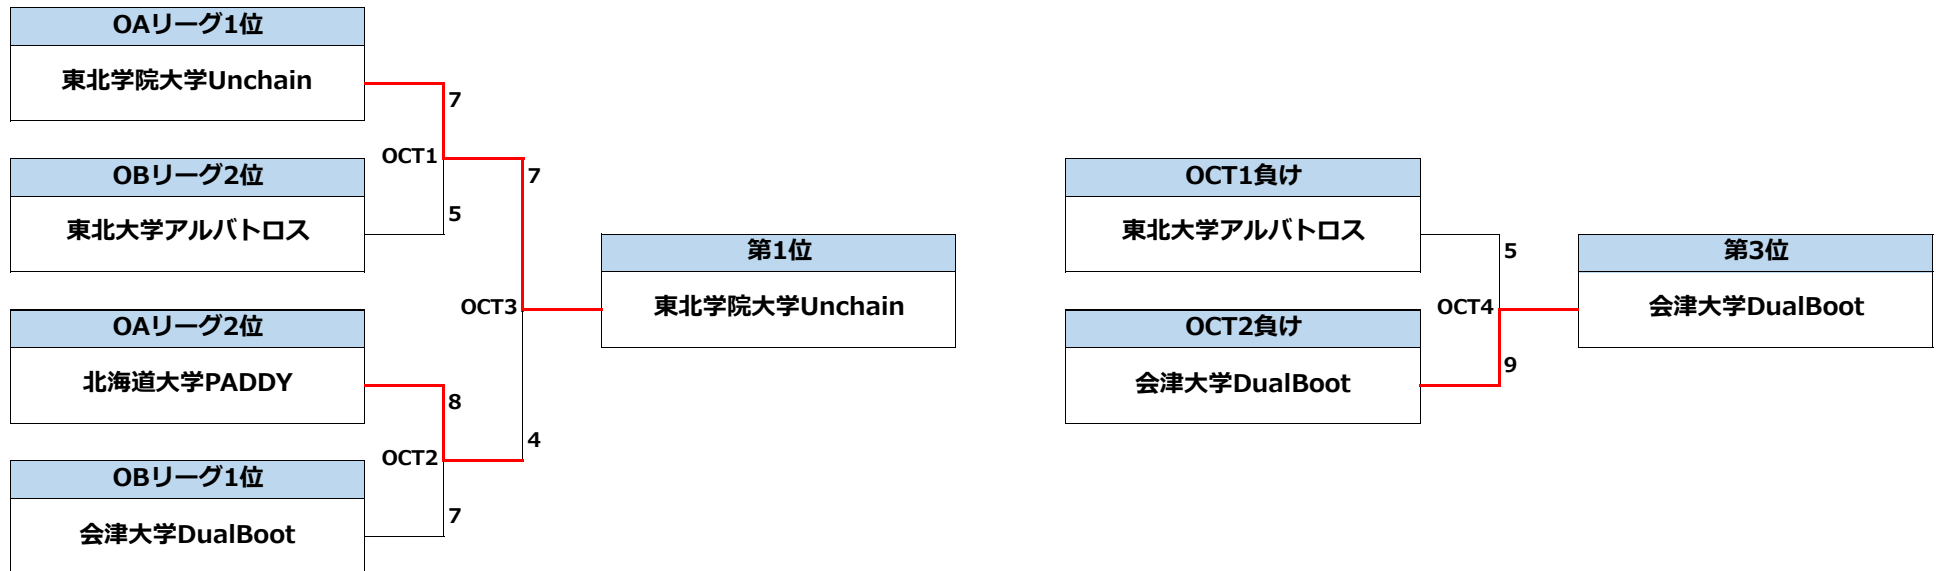 OAリーグ1位
東北学院大学Unchain
7
OCT1
OBリーグ2位
東北大学アルバトロス
5
7
OCT3
第1位
東北学院大学Unchain
OAリーグ2位
北海道大学PADDY
8
OCT2
4
OBリーグ1位
会津大学DualBoot
7
OCT1負け
東北大学アルバトロス
5
OCT4
第3位
会津大学DualBoot
OCT2負け
会津大学DualBoot
9